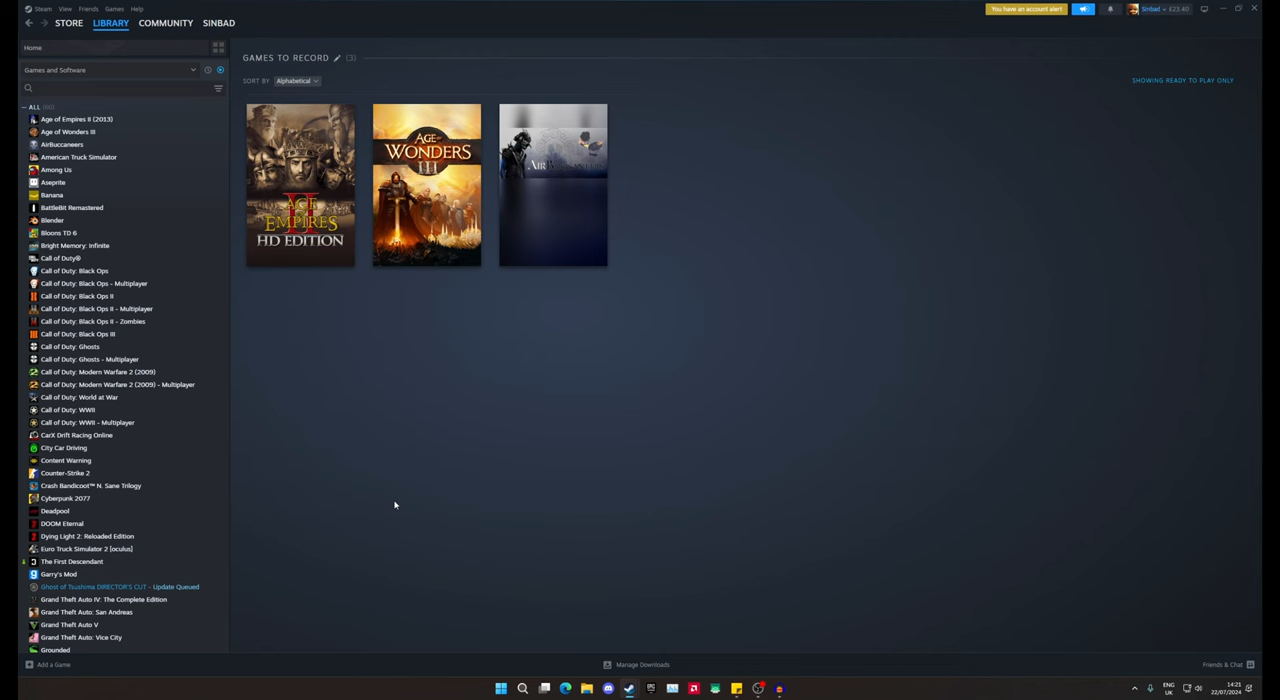 Steam View Friends Games Help
You have an account alert
Sinbad £23.40
STORE LIBRARY COMMUNITY SINBAD
Home
Games and Software
ALL
Age of Empires II (2013)
Age of Wonders III
AirBuccaneers
American Truck Simulator
Among Us
Aseprite
Banana
BattleBit Remastered
Blender
Bloons TD 6
Bright Memory: Infinite
Call of Duty®
Call of Duty: Black Ops
Call of Duty: Black Ops - Multiplayer
Call of Duty: Black Ops II
Call of Duty: Black Ops II - Multiplayer
Call of Duty: Black Ops II - Zombies
Call of Duty: Black Ops III
Call of Duty: Ghosts
Call of Duty: Ghosts - Multiplayer
Call of Duty: Modern Warfare 2 (2009)
Call of Duty: Modern Warfare 2 (2009) - Multiplayer
Call of Duty: World at War
Call of Duty: WWII
Call of Duty: WWII - Multiplayer
CarX Drift Racing Online
City Car Driving
Content Warning
Counter-Strike 2
Crash Bandicoot™ N. Sane Trilogy
Cyberpunk 2077
Deadpool
DOOM Eternal
Dying Light 2: Reloaded Edition
Euro Truck Simulator 2 [oculus]
The First Descendant
Garry's Mod
Ghost of Tsushima DIRECTOR'S CUT - Update Queued
Grand Theft Auto IV: The Complete Edition
Grand Theft Auto: San Andreas
Grand Theft Auto V
Grand Theft Auto: Vice City
Grounded
GAMES TO RECORD (3)
SORT BY Alphabetical
SHOWING READY TO PLAY ONLY
AGE OF
EMPIRES
II
HD EDITION
AGE OF
WONDERS
III
Add a Game
Manage Downloads
Friends & Chat
ENG
UK
14:21
22/07/2024